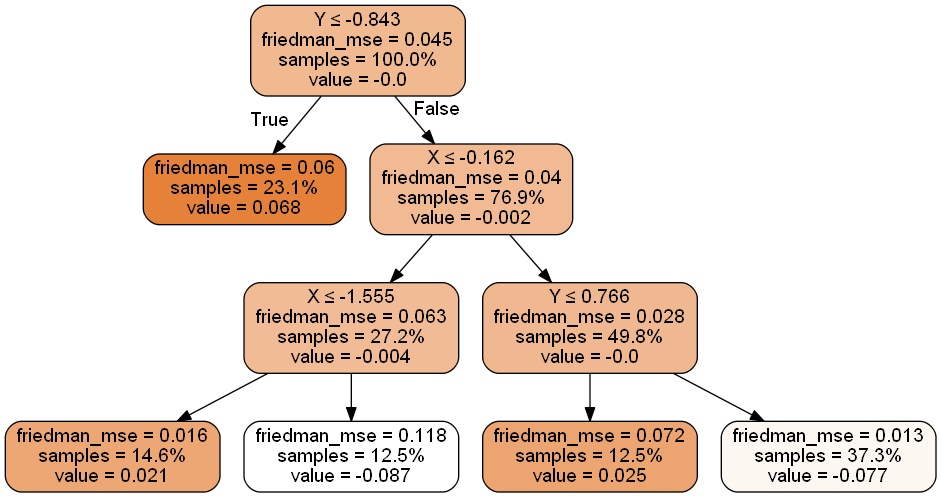 Y ≤ -0.843
friedman_mse = 0.045
samples = 100.0%
value = -0.0
True
False
friedman_mse = 0.06
samples = 23.1%
value = 0.068
X ≤ -0.162
friedman_mse = 0.04
samples = 76.9%
value = -0.002
X ≤ -1.555
friedman_mse = 0.063
samples = 27.2%
value = -0.004
Y ≤ 0.766
friedman_mse = 0.028
samples = 49.8%
value = -0.0
friedman_mse = 0.016
samples = 14.6%
value = 0.021
friedman_mse = 0.118
samples = 12.5%
value = -0.087
friedman_mse = 0.072
samples = 12.5%
value = 0.025
friedman_mse = 0.013
samples = 37.3%
value = -0.077